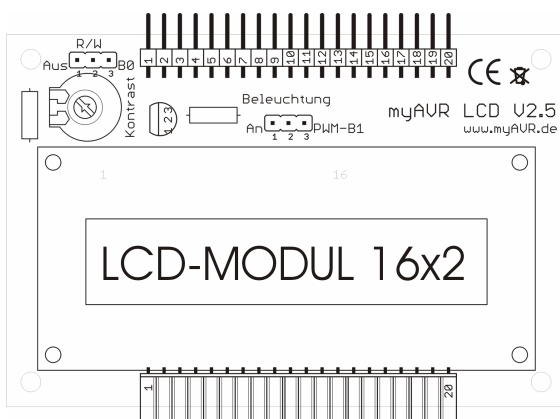 R/W
Aus B0
1 2 3
Kontrast
1 2 3 4 5 6 7 8 9 10 11 12 13 14 15 16 17 18 19 20
CE
1 2 3
Beleuchtung
An PWM-B1
1 2 3
myAVR LCD V2.5
www.myAVR.de
1 16
LCD-MODUL 16x2
1 20